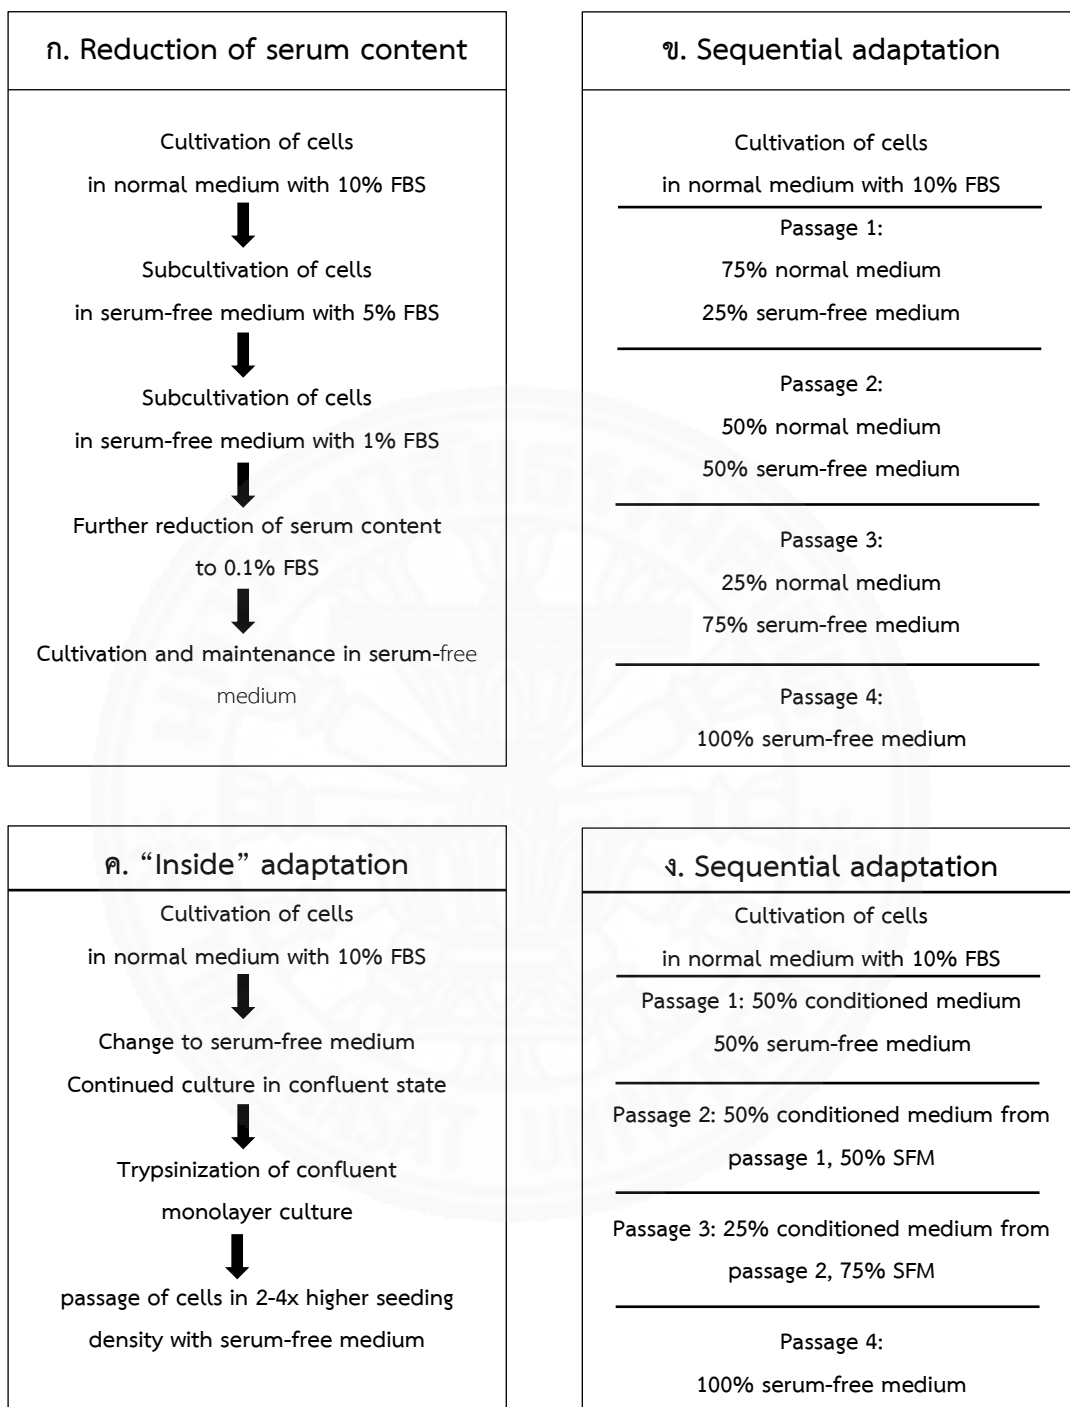 ก. Reduction of serum content
Cultivation of cells
in normal medium with 10% FBS
Subcultivation of cells
in serum-free medium with 5% FBS
Subcultivation of cells
in serum-free medium with 1% FBS
Further reduction of serum content
to 0.1% FBS
Cultivation and maintenance in serum-free
medium
ข. Sequential adaptation
Cultivation of cells
in normal medium with 10% FBS
Passage 1:
75% normal medium
25% serum-free medium
Passage 2:
50% normal medium
50% serum-free medium
Passage 3:
25% normal medium
75% serum-free medium
Passage 4:
100% serum-free medium
ค. “Inside” adaptation
Cultivation of cells
in normal medium with 10% FBS
Change to serum-free medium
Continued culture in confluent state
Trypsinization of confluent
monolayer culture
passage of cells in 2-4x higher seeding
density with serum-free medium
ง. Sequential adaptation
Cultivation of cells
in normal medium with 10% FBS
Passage 1: 50% conditioned medium
50% serum-free medium
Passage 2: 50% conditioned medium from
passage 1, 50% SFM
Passage 3: 25% conditioned medium from
passage 2, 75% SFM
Passage 4:
100% serum-free medium